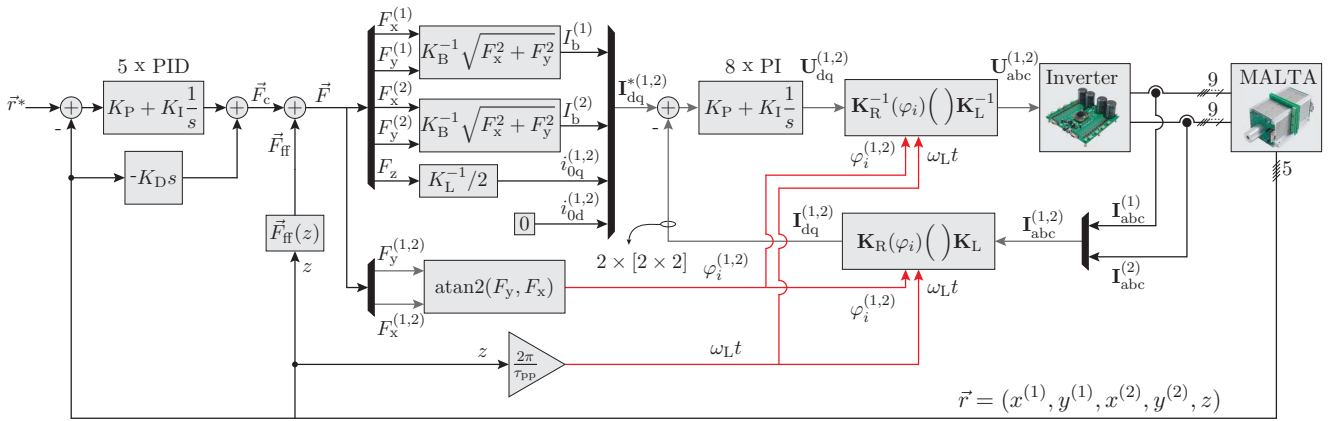 5 x PID
r⃗*
-
K_P + K_I 1/s
-K_D s
F⃗_c
F⃗
F⃗_ff
F⃗_ff(z)
z
F_x^(1)
F_y^(1)
F_x^(2)
F_y^(2)
F_z
K_B^-1 √(F_x^2 + F_y^2)
I_b^(1)
K_B^-1 √(F_x^2 + F_y^2)
I_b^(2)
K_L^-1/2
i_0q^(1,2)
0
i_0d^(1,2)
I_dq^*(1,2)
-
8 x PI
K_P + K_I 1/s
U_dq^(1,2)
K_R^-1(φ_i)( )K_L^-1
U_abc^(1,2)
Inverter
9
9
MALTA
5
φ_i^(1,2)
ω_L t
I_dq^(1,2)
K_R(φ_i)( )K_L
I_abc^(1,2)
I_abc^(1)
I_abc^(2)
2 × [2 × 2]
F_y^(1,2)
F_x^(1,2)
atan2(F_y, F_x)
φ_i^(1,2)
φ_i^(1,2)
ω_L t
z
2π/τ_pp
ω_L t
r⃗ = (x^(1), y^(1), x^(2), y^(2), z)